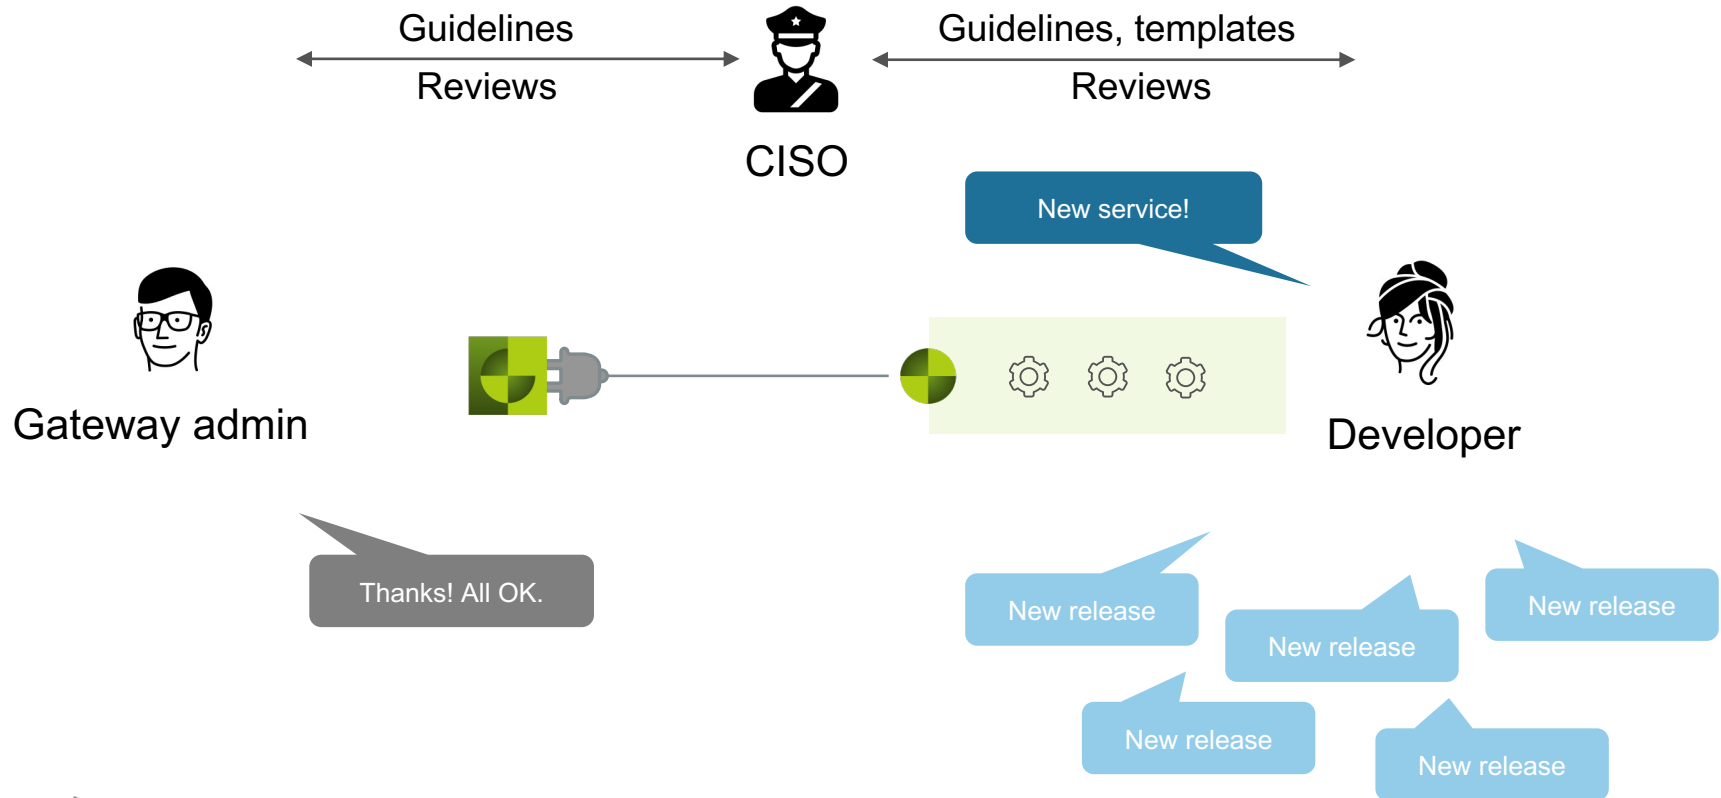 Guidelines
Reviews
CISO
Guidelines, templates
Reviews
New service!
Gateway admin
Developer
Thanks! All OK.
New release
New release
New release
New release
New release